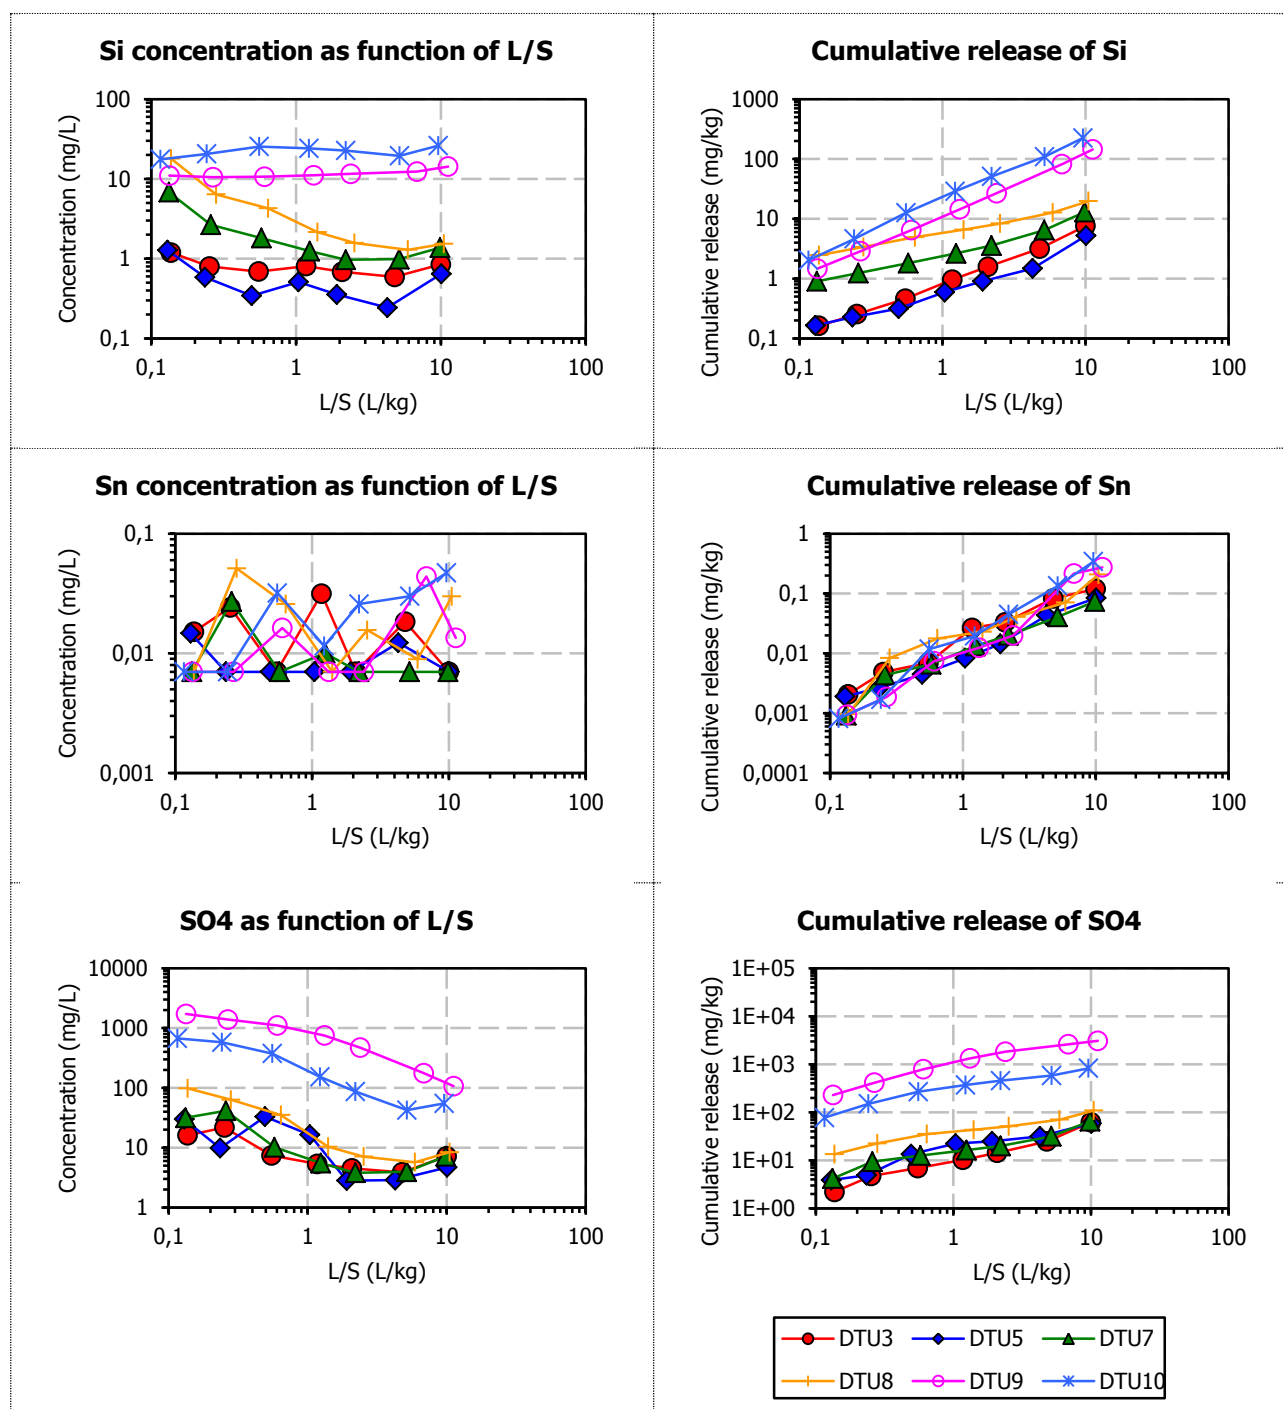 Si concentration as function of L/S
Concentration (mg/L)
100
10
1
0,1
0,1 1 10 100
L/S (L/kg)
Cumulative release of Si
Cumulative release (mg/kg)
1000
100
10
1
0,1
0,1 1 10 100
L/S (L/kg)
Sn concentration as function of L/S
Concentration (mg/L)
0,1
0,01
0,001
0,1 1 10 100
L/S (L/kg)
Cumulative release of Sn
Cumulative release (mg/kg)
1
0,1
0,01
0,001
0,0001
0,1 1 10 100
L/S (L/kg)
SO4 as function of L/S
Concentration (mg/L)
10000
1000
100
10
1
0,1 1 10 100
L/S (L/kg)
Cumulative release of SO4
Cumulative release (mg/kg)
1E+05
1E+04
1E+03
1E+02
1E+01
1E+00
0,1 1 10 100
L/S (L/kg)
DTU3 DTU5 DTU7
DTU8 DTU9 DTU10